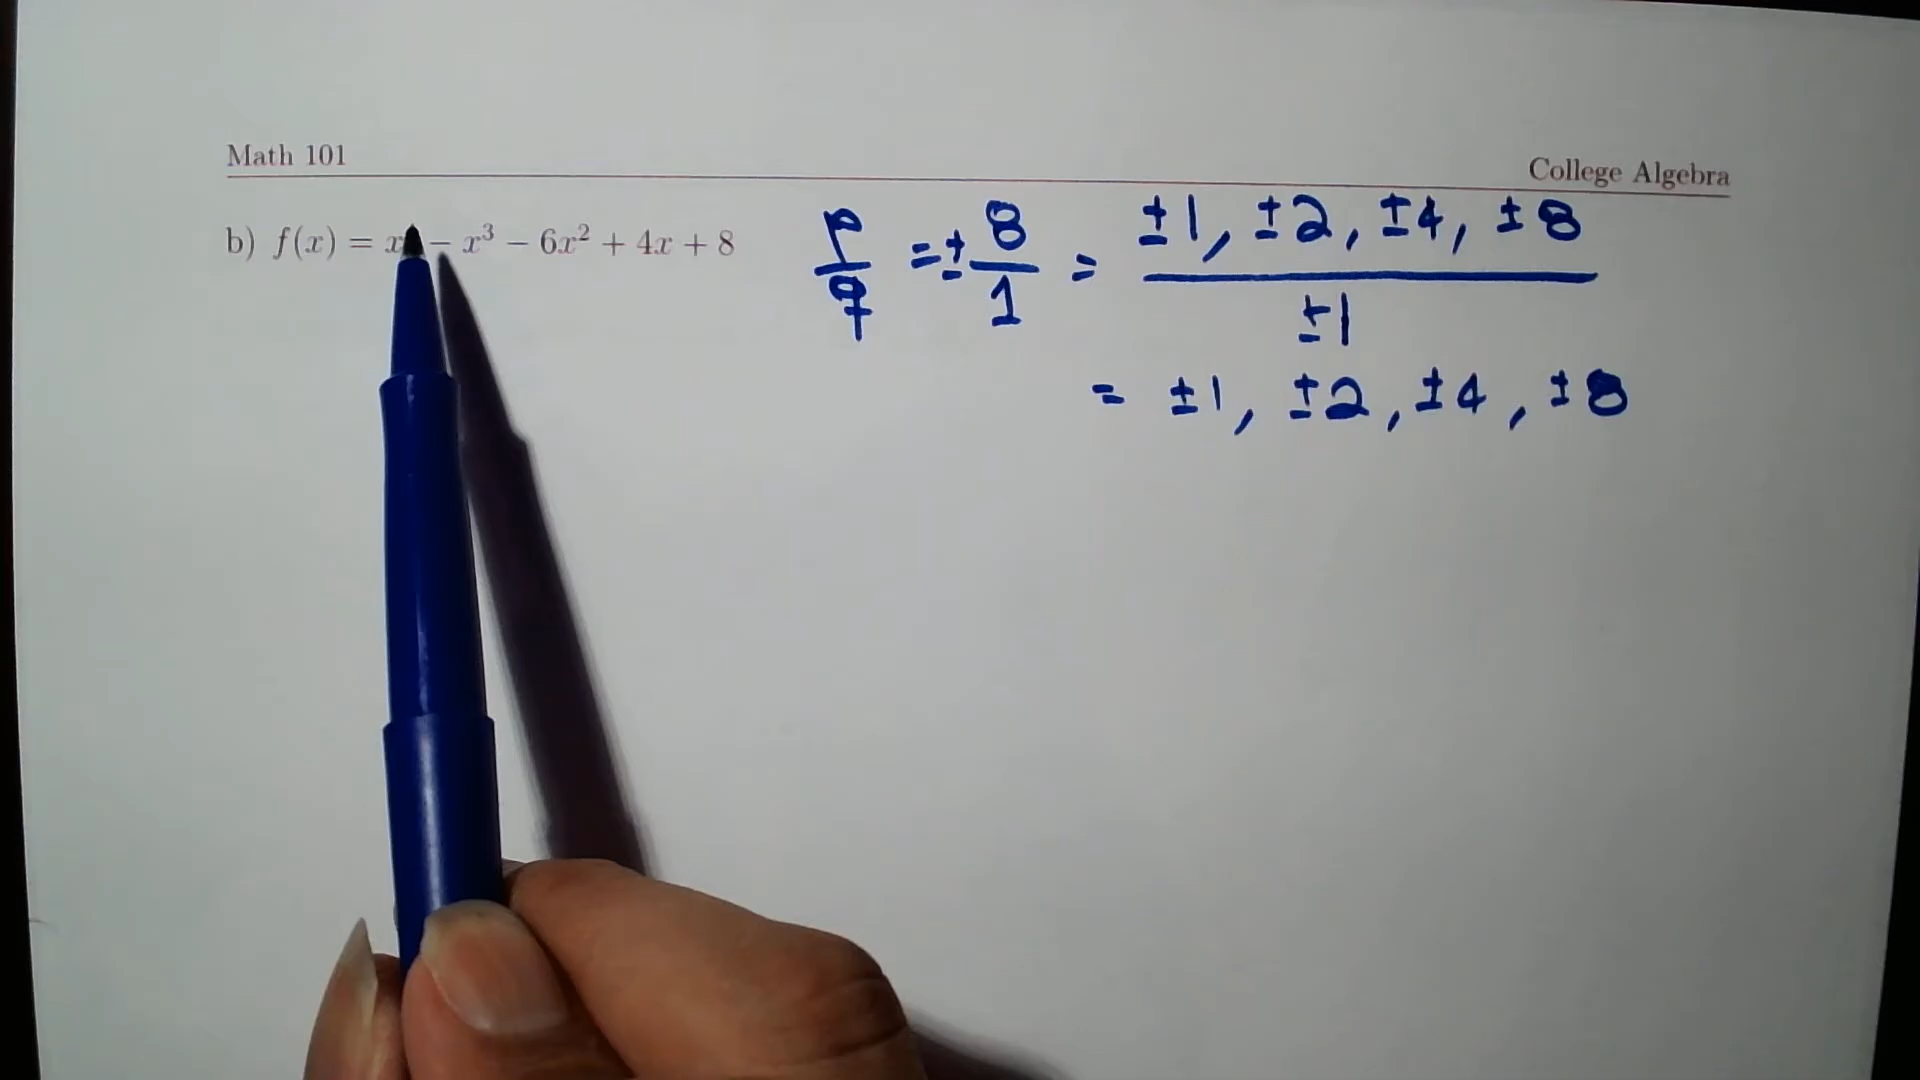 Math 101
College Algebra
b) f(x) = x − x³ − 6x² + 4x + 8
p/q = ± 8/1 = ±1, ±2, ±4, ±8 / ±1
= ±1, ±2, ±4, ±8